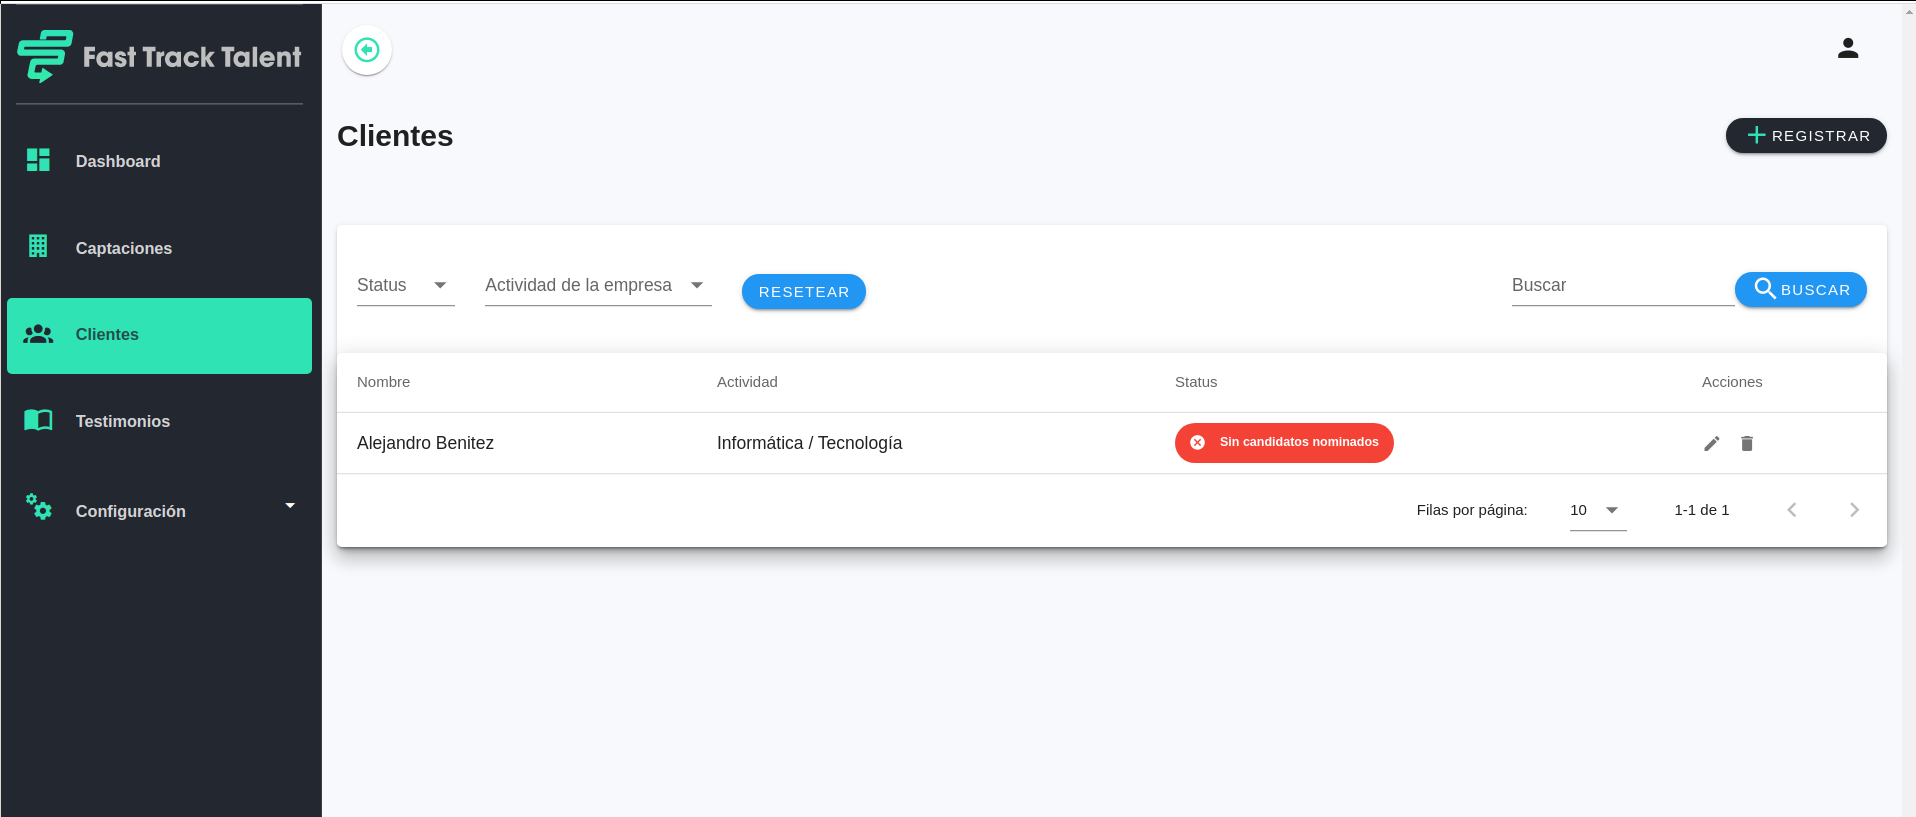 Fast Track Talent
Dashboard
Captaciones
Clientes
Testimonios
Configuración
Clientes
REGISTRAR
Status
Actividad de la empresa
RESETEAR
Buscar
BUSCAR
Nombre Actividad Status Acciones
Alejandro Benitez Informática / Tecnología Sin candidatos nominados
Filas por página: 10 1-1 de 1